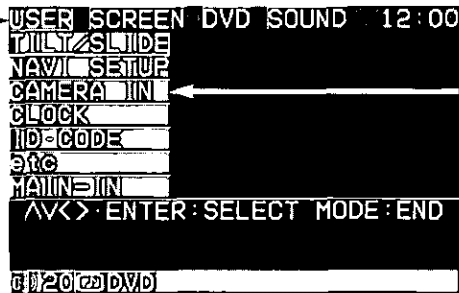 USER SCREEN DVD SOUND 12:00
TILT/SLIDE
NAVI SETUP
CAMERA IN
CLOCK
ID-CODE
etc
MAIN-IN
ΛV<>·ENTER:SELECT MODE:END
DVD